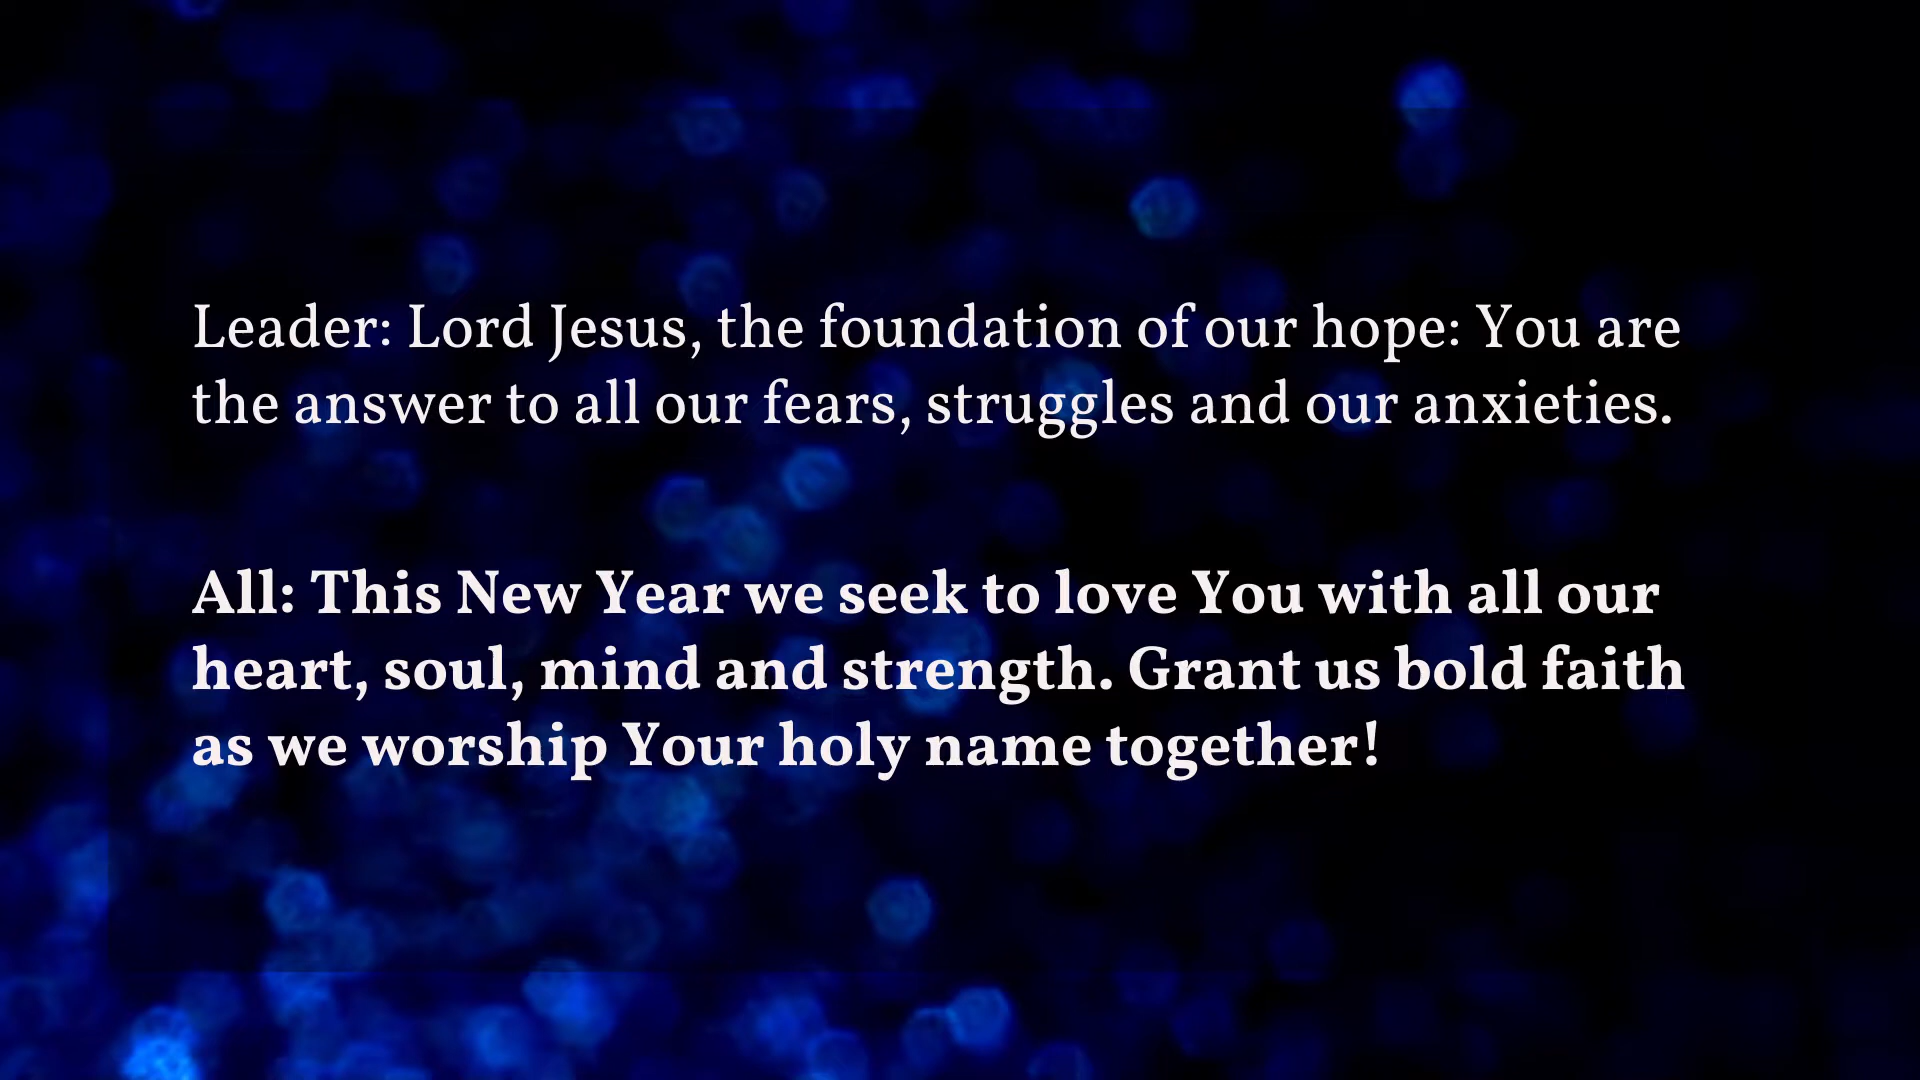 Leader: Lord Jesus, the foundation of our hope: You are
the answer to all our fears, struggles and our anxieties.
All: This New Year we seek to love You with all our
heart, soul, mind and strength. Grant us bold faith
as we worship Your holy name together!